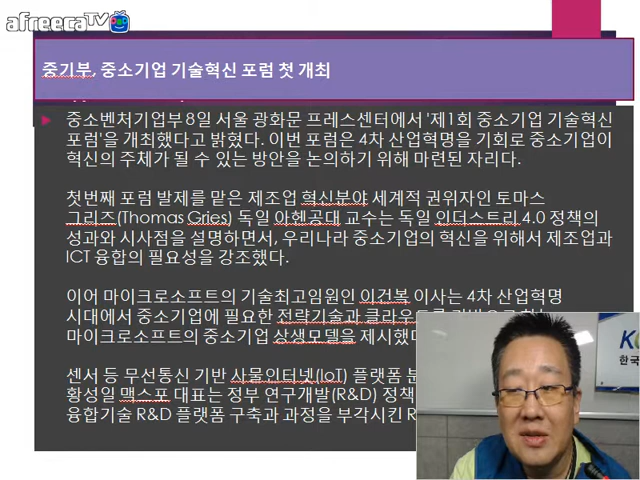 afreecaTV
중기부, 중소기업 기술혁신 포럼 첫 개최
중소벤처기업부 8일 서울 광화문 프레스센터에서 '제1회 중소기업 기술혁신
포럼'을 개최했다고 밝혔다. 이번 포럼은 4차 산업혁명을 기회로 중소기업이
혁신의 주체가 될 수 있는 방안을 논의하기 위해 마련된 자리다.
첫번째 포럼 발제를 맡은 제조업 혁신분야 세계적 권위자인 토마스
그리즈(Thomas Gries) 독일 아헨공대 교수는 독일 인더스트리 4.0 정책의
성과와 시사점을 설명하면서, 우리나라 중소기업의 혁신을 위해서 제조업과
ICT 융합의 필요성을 강조했다.
이어 마이크로소프트의 기술최고임원인 이건복 이사는 4차 산업혁명
시대에서 중소기업에 필요한 전략기술과
마이크로소프트의 중소기업 상생모델을 제시했다
센서 등 무선통신 기반 사물인터넷(IoT) 플랫폼
황성일 맥스포 대표는 정부 연구개발(R&D) 정책
융합기술 R&D 플랫폼 구축과 과정을 부각시킨
한국